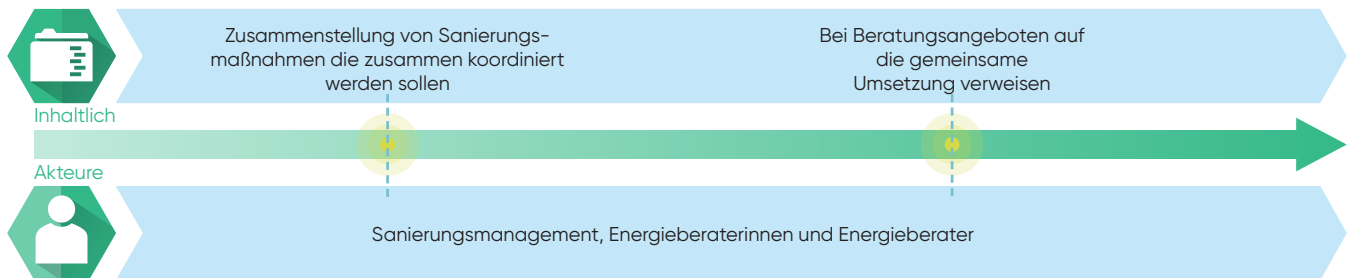 Zusammenstellung von Sanierungs-
maßnahmen die zusammen koordiniert
werden sollen
Bei Beratungsangeboten auf
die gemeinsame
Umsetzung verweisen
Inhaltlich
Akteure
Sanierungsmanagement, Energieberaterinnen und Energieberater